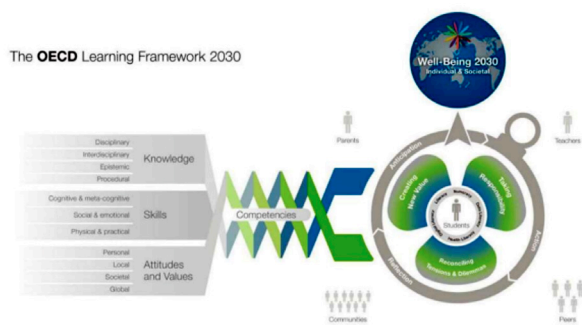 The OECD Learning Framework 2030
Well-Being 2030
Individual & Societal
Parents
Teachers
Disciplinary
Interdisciplinary
Epistemic
Procedural
Knowledge
Cognitive & meta-cognitive
Social & emotional
Physical & practical
Skills
Personal
Local
Societal
Global
Attitudes
and Values
Competencies
Anticipation
Action
Reflection
Creating
New Value
Taking
Responsibility
Reconciling
Tensions & Dilemmas
Students
Communities
Peers